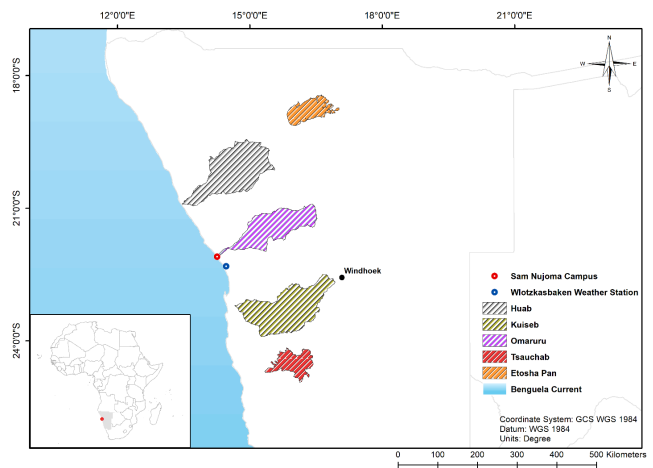 12°0'0"E 15°0'0"E 18°0'0"E 21°0'0"E
18°0'0"S
21°0'0"S
24°0'0"S
N
W E
S
Windhoek
Sam Nujoma Campus
Wlotzkasbaken Weather Station
Huab
Kuiseb
Omaruru
Tsauchab
Etosha Pan
Benguela Current
Coordinate System: GCS WGS 1984
Datum: WGS 1984
Units: Degree
0 100 200 300 400 500 Kilometers